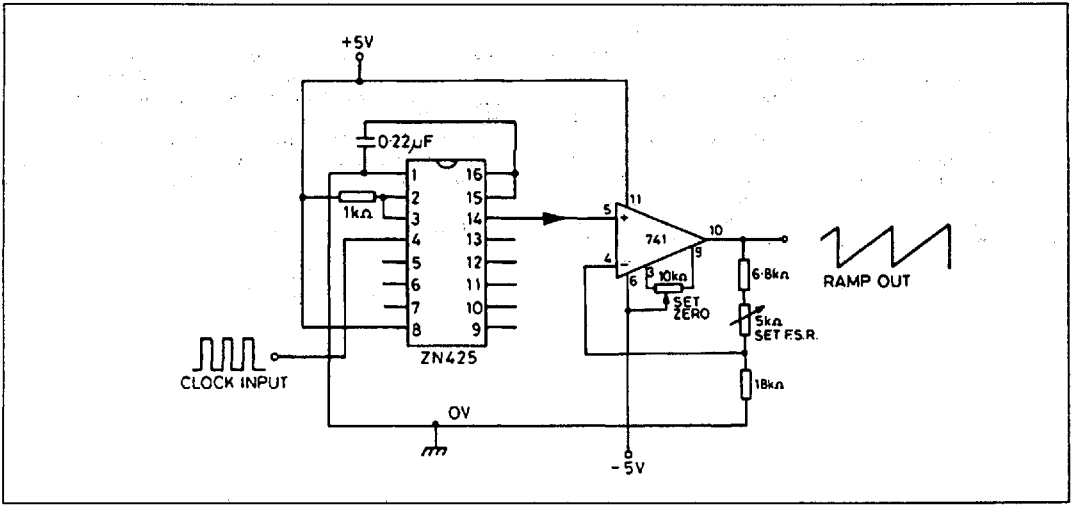 +5V
0·22µF
1kΩ
1
2
3
4
5
6
7
8
16
15
14
13
12
11
10
9
ZN425
CLOCK INPUT
0V
5
+
11
741
10
4
−
6
3
9
10kΩ
SET
ZERO
-5V
6·8kΩ
5kΩ
SET F.S.R.
18kΩ
RAMP OUT